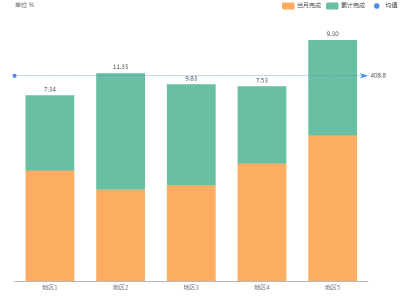 单位 %
当月完成 累计完成 均值
9.30
11.35
408.8
9.83
7.53
7.34
地区1 地区2 地区3 地区4 地区5